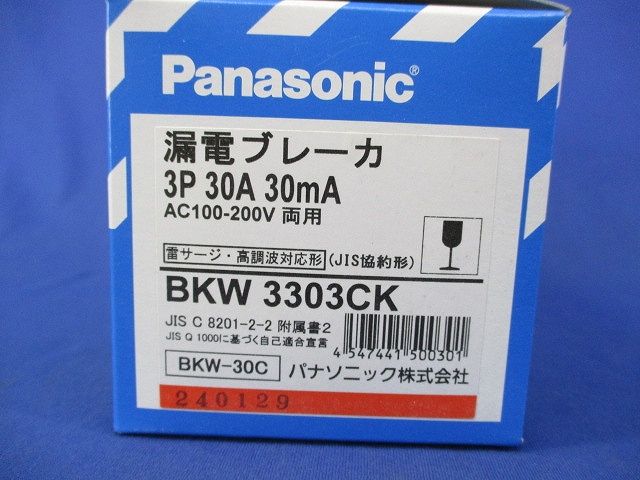 Panasonic®
漏電ブレーカ
3P 30A 30mA
AC100-200V 両用
雷サージ・高調波対応形 (JIS協約形)
BKW 3303CK
JIS C 8201-2-2 附属書2
JIS Q 1000に基づく自己適合宣言
4 547441 500301
BKW-30C パナソニック株式会社
240129